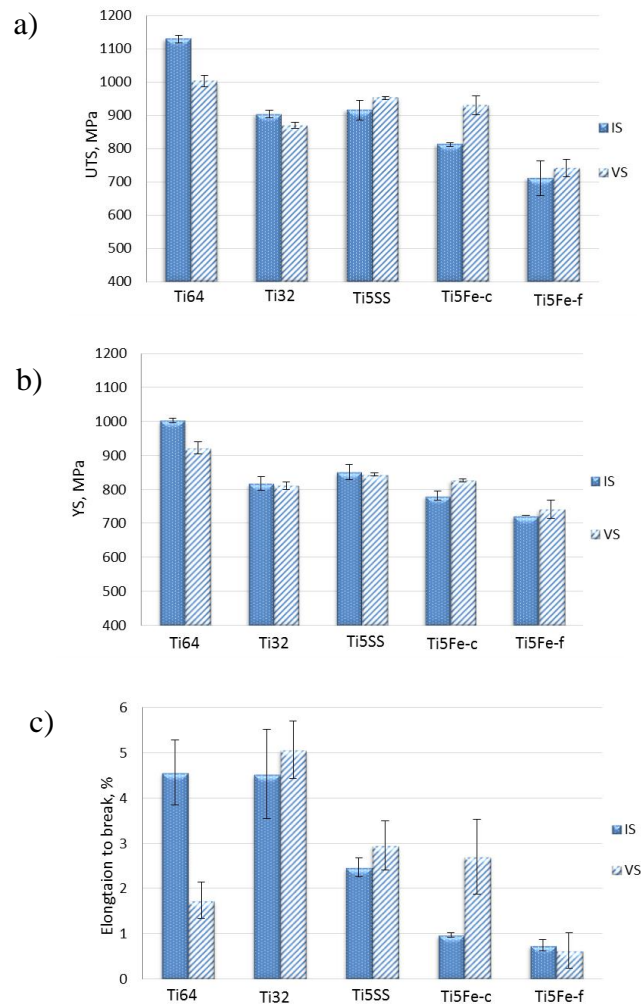 a)
UTS, MPa
1200
1100
1000
900
800
700
600
500
400
Ti64 Ti32 Ti5SS Ti5Fe-c Ti5Fe-f
IS
VS
b)
YS, MPa
1200
1100
1000
900
800
700
600
500
400
Ti64 Ti32 Ti5SS Ti5Fe-c Ti5Fe-f
IS
VS
c)
Elongtaion to break, %
6
5
4
3
2
1
0
Ti64 Ti32 Ti5SS Ti5Fe-c Ti5Fe-f
IS
VS